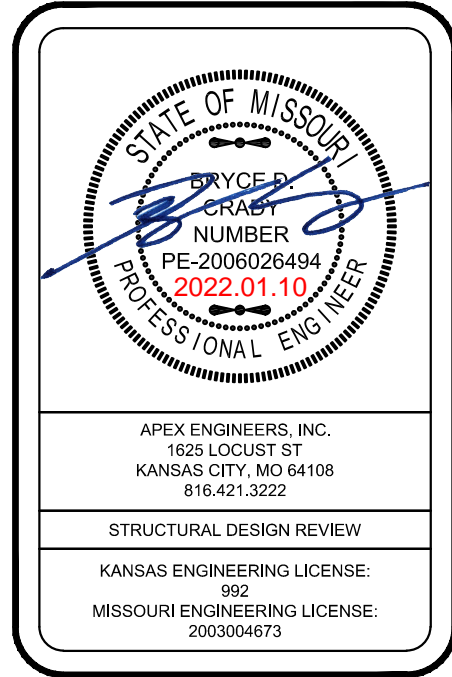 STATE OF MISSOURI
BRYCE D.
CRADY
NUMBER
PE-2006026494
2022.01.10
PROFESSIONAL ENGINEER
APEX ENGINEERS, INC.
1625 LOCUST ST
KANSAS CITY, MO 64108
816.421.3222
STRUCTURAL DESIGN REVIEW
KANSAS ENGINEERING LICENSE:
992
MISSOURI ENGINEERING LICENSE:
2003004673